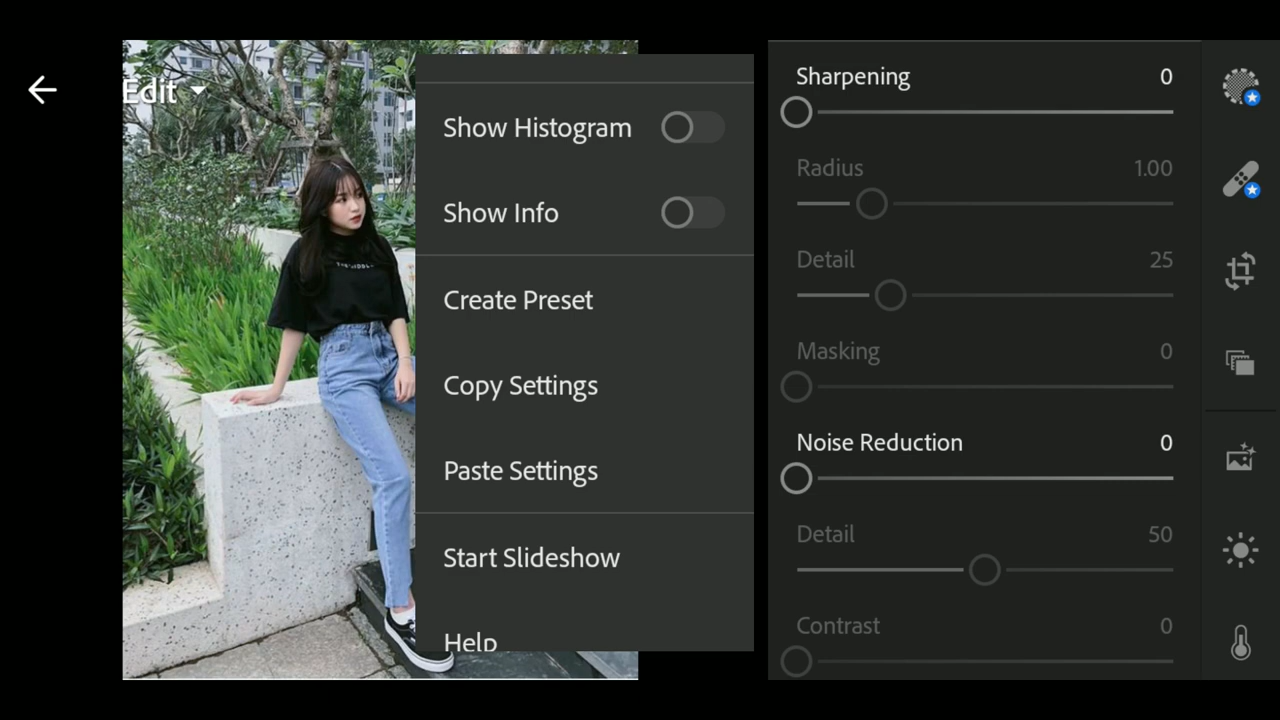 Edit
Show Histogram
Show Info
Create Preset
Copy Settings
Paste Settings
Start Slideshow
Help
Sharpening 0
Radius 1.00
Detail 25
Masking 0
Noise Reduction 0
Detail 50
Contrast 0